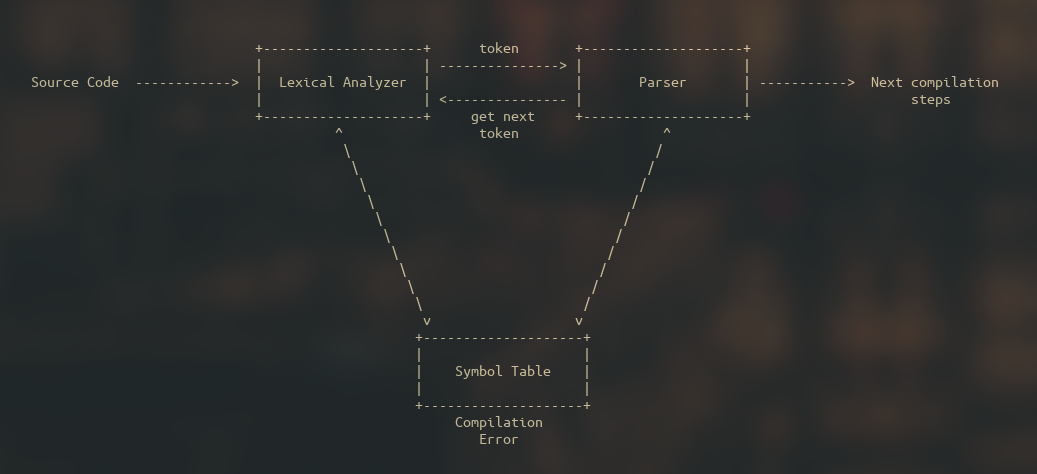 token
Source Code
Lexical Analyzer
Parser
Next compilation
steps
get next
token
Symbol Table
Compilation
Error